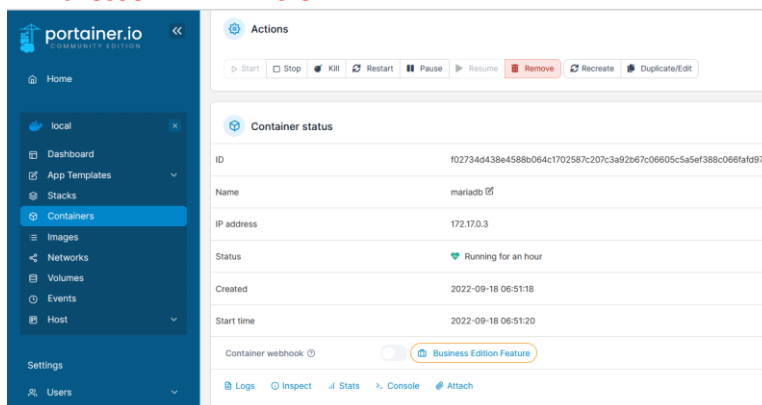 portainer.io
COMMUNITY EDITION
Home
local
Dashboard
App Templates
Stacks
Containers
Images
Networks
Volumes
Events
Host
Settings
Users
Actions
Start Stop Kill Restart Pause Resume Remove Recreate Duplicate/Edit
Container status
ID
Name mariadb
IP address 172.17.0.3
Status Running for an hour
Created 2022-09-18 06:51:18
Start time 2022-09-18 06:51:20
Container webhook Business Edition Feature
Logs Inspect Stats Console Attach